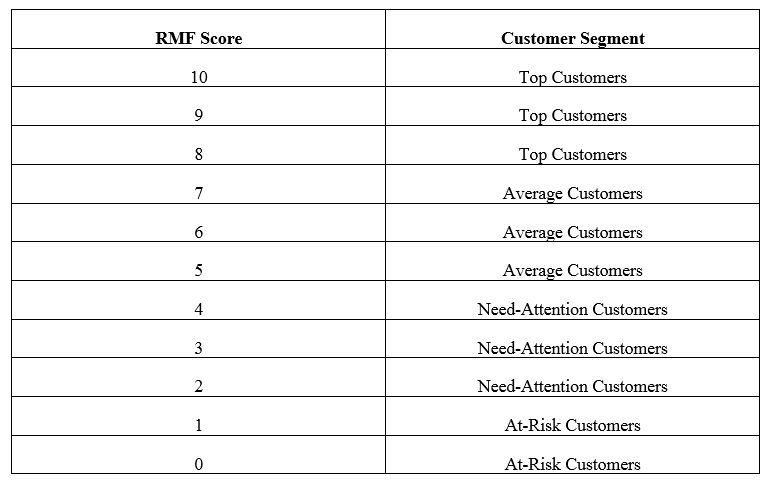 RMF Score Customer Segment
10 Top Customers
9 Top Customers
8 Top Customers
7 Average Customers
6 Average Customers
5 Average Customers
4 Need-Attention Customers
3 Need-Attention Customers
2 Need-Attention Customers
1 At-Risk Customers
0 At-Risk Customers